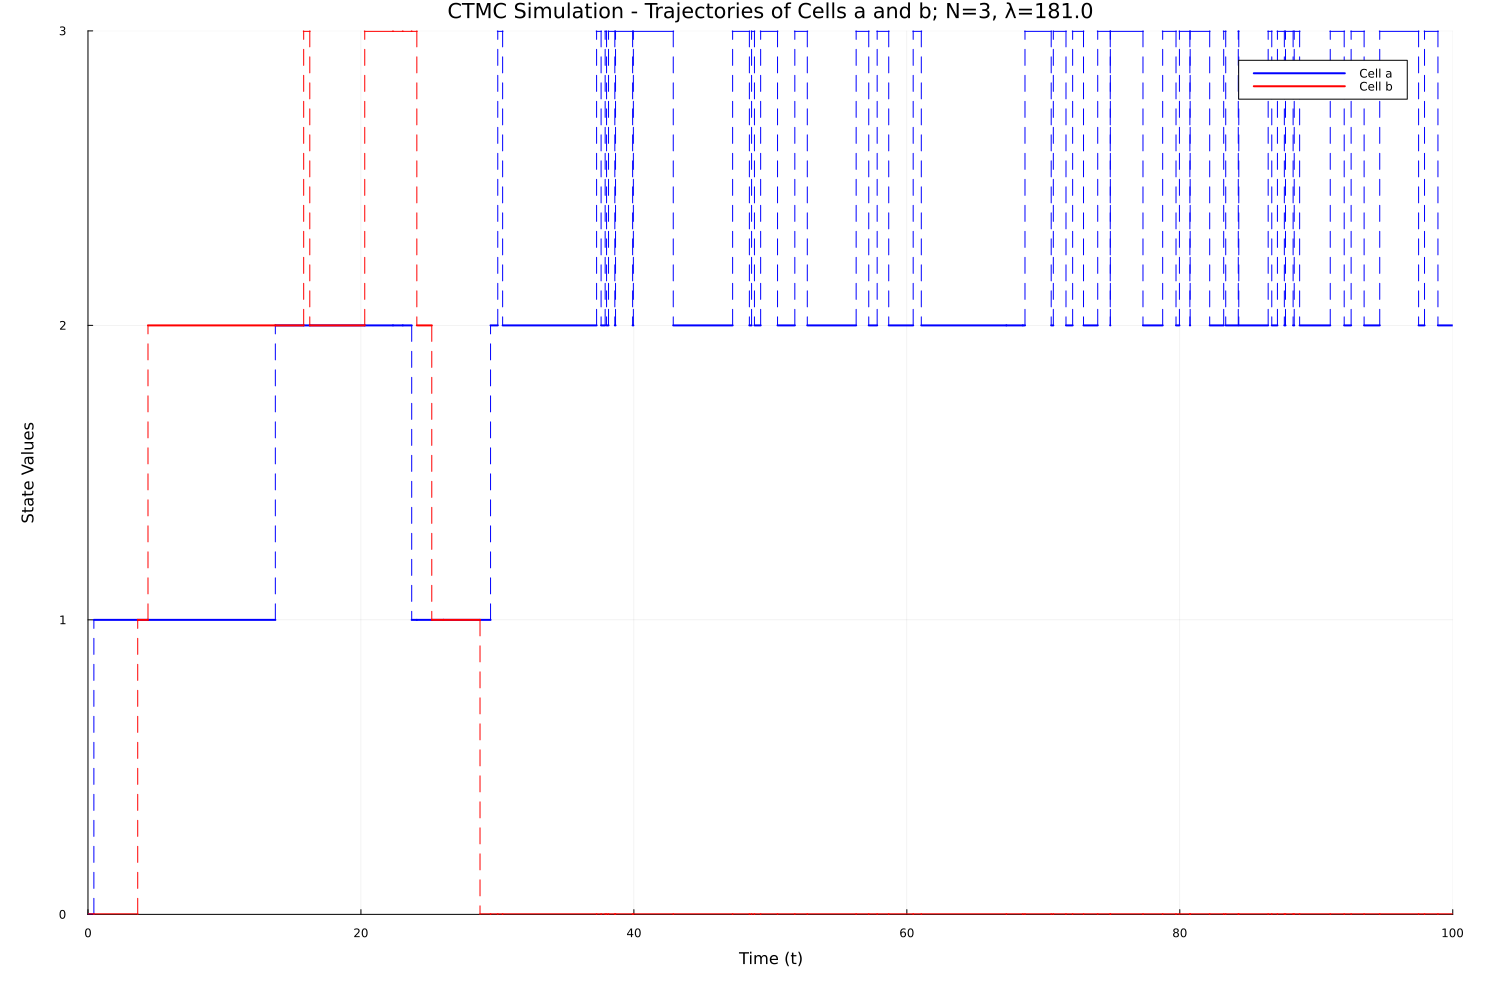 CTMC Simulation - Trajectories of Cells a and b; N=3, λ=181.0
3
Cell a
Cell b
2
State Values
1
0
0 20 40 60 80 100
Time (t)